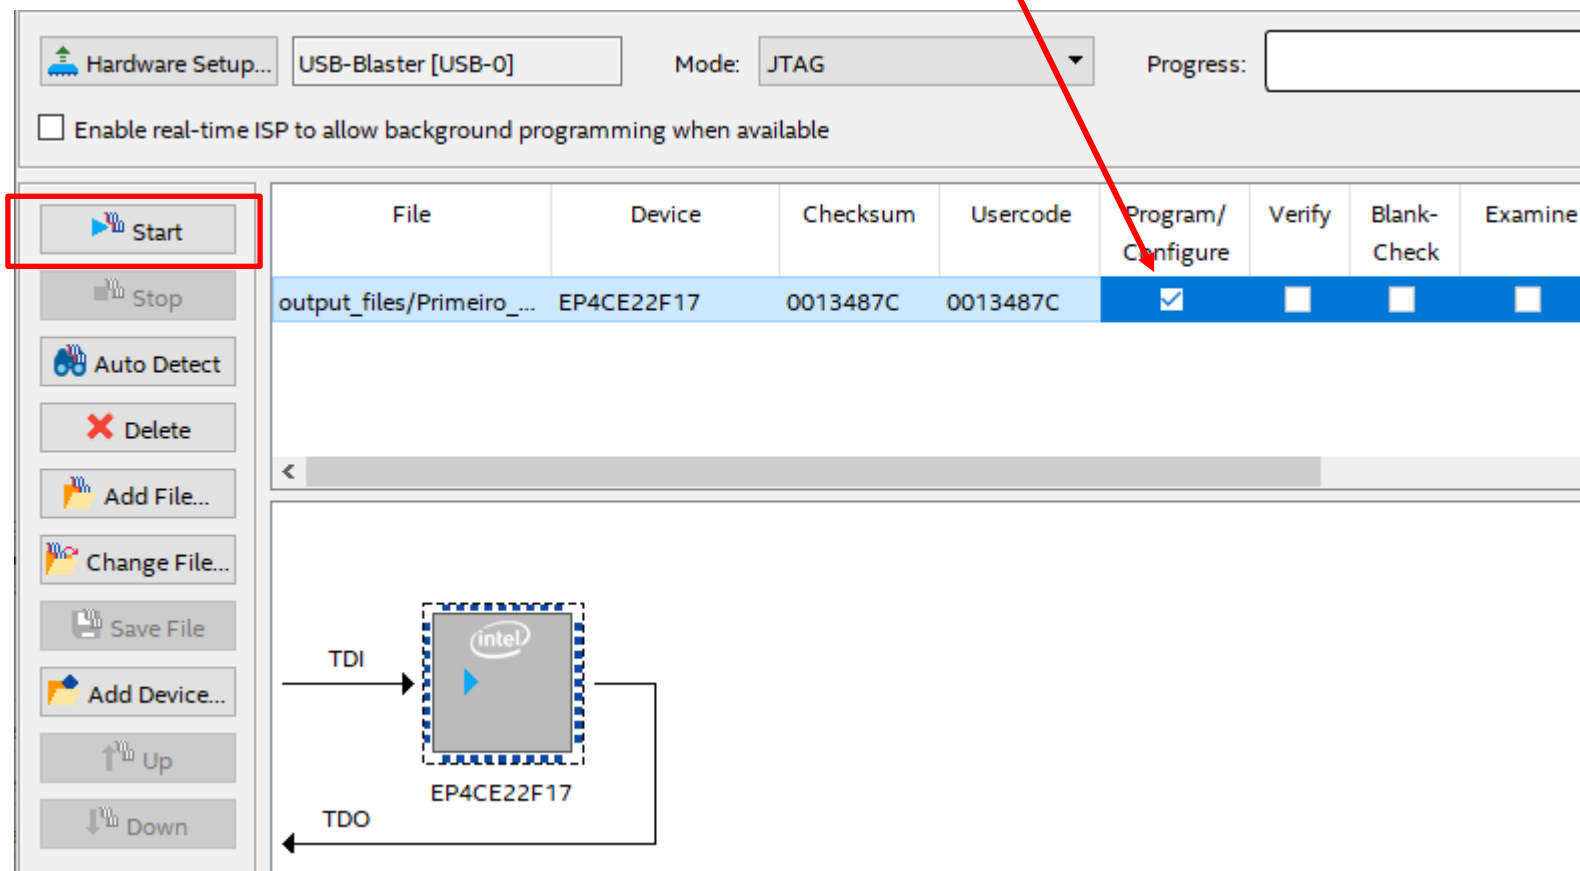 Hardware Setup... USB-Blaster [USB-0] Mode: JTAG Progress:
Enable real-time ISP to allow background programming when available
Start
Stop
Auto Detect
Delete
Add File...
Change File...
Save File
Add Device...
Up
Down
File Device Checksum Usercode Program/ Verify Blank- Examine
Configure Check
output_files/Primeiro_... EP4CE22F17 0013487C 0013487C
intel
TDI
EP4CE22F17
TDO